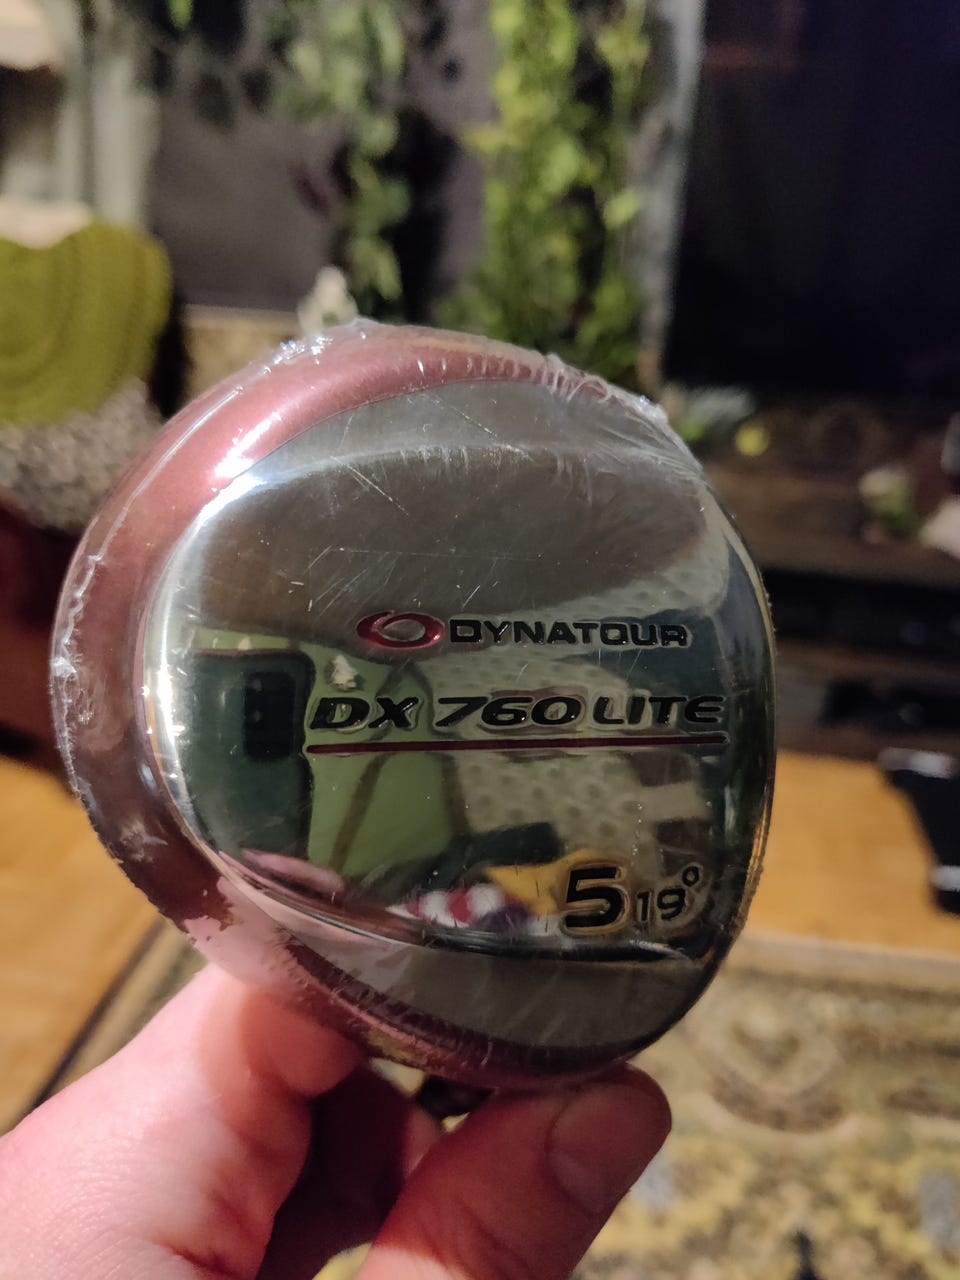 DYNATOUR
DX 760 LITE
5 19°